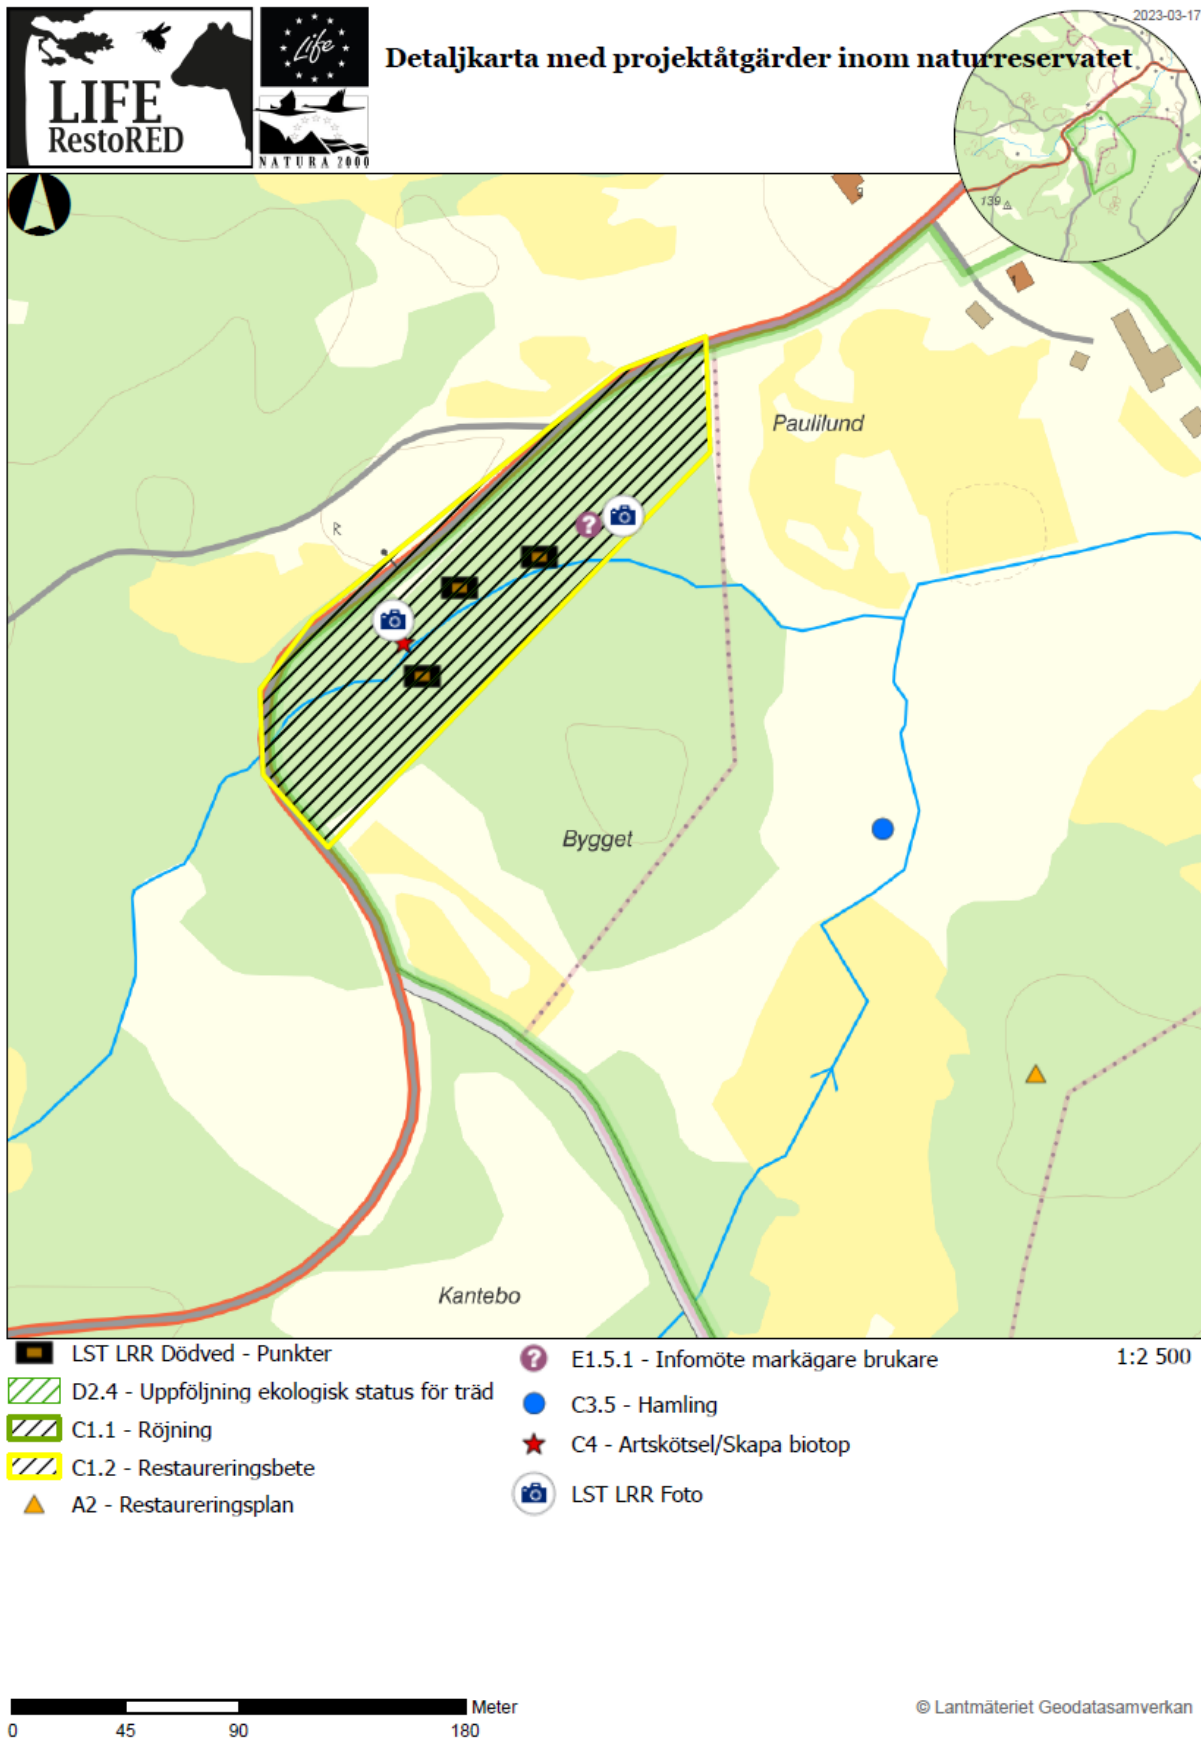 2023-03-17
LIFE
RestoRED
Life
NATURA 2000
Detaljkarta med projektåtgärder inom naturreservatet
139
9
1
Paulilund
R
Bygget
Kantebo
LST LRR Dödved - Punkter
D2.4 - Uppföljning ekologisk status för träd
C1.1 - Röjning
C1.2 - Restaureringsbete
A2 - Restaureringsplan
E1.5.1 - Infomöte markägare brukare
C3.5 - Hamling
C4 - Artskötsel/Skapa biotop
LST LRR Foto
1:2 500
Meter
0 45 90 180
© Lantmäteriet Geodatasamverkan